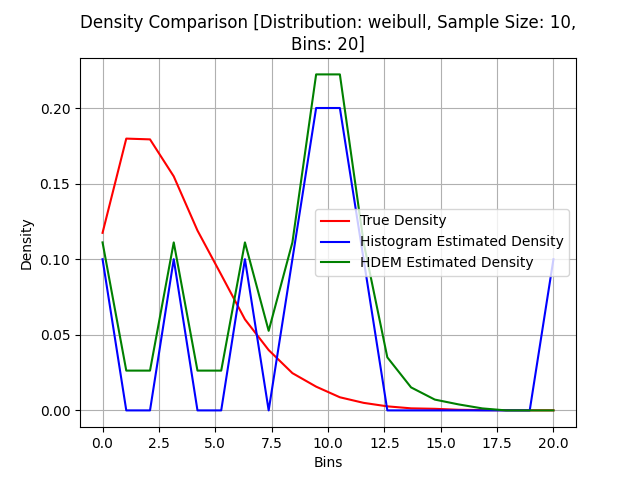 Density Comparison [Distribution: weibull, Sample Size: 10,
Bins: 20]
0.20
0.15
0.10
0.05
0.00
Density
True Density
Histogram Estimated Density
HDEM Estimated Density
0.0 2.5 5.0 7.5 10.0 12.5 15.0 17.5 20.0
Bins